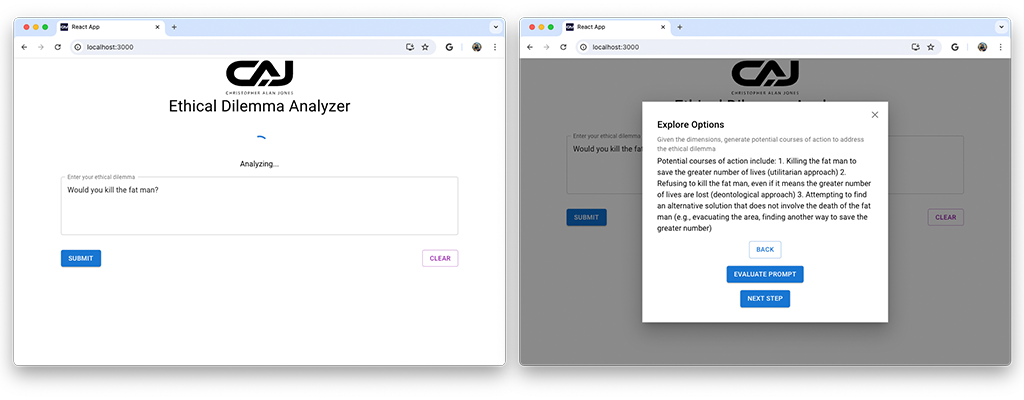 React App
localhost:3000
CAJ
CHRISTOPHER ALAN JONES
Ethical Dilemma Analyzer
Analyzing...
Enter your ethical dilemma
Would you kill the fat man?
SUBMIT
CLEAR
React App
localhost:3000
CAJ
CHRISTOPHER ALAN JONES
Enter your ethical dilemma
Would you kill the fat
SUBMIT
CLEAR
Explore Options
Given the dimensions, generate potential courses of action to address
the ethical dilemma
Potential courses of action include: 1. Killing the fat man to
save the greater number of lives (utilitarian approach) 2.
Refusing to kill the fat man, even if it means the greater number
of lives are lost (deontological approach) 3. Attempting to find
an alternative solution that does not involve the death of the fat
man (e.g., evacuating the area, finding another way to save the
greater number)
BACK
EVALUATE PROMPT
NEXT STEP